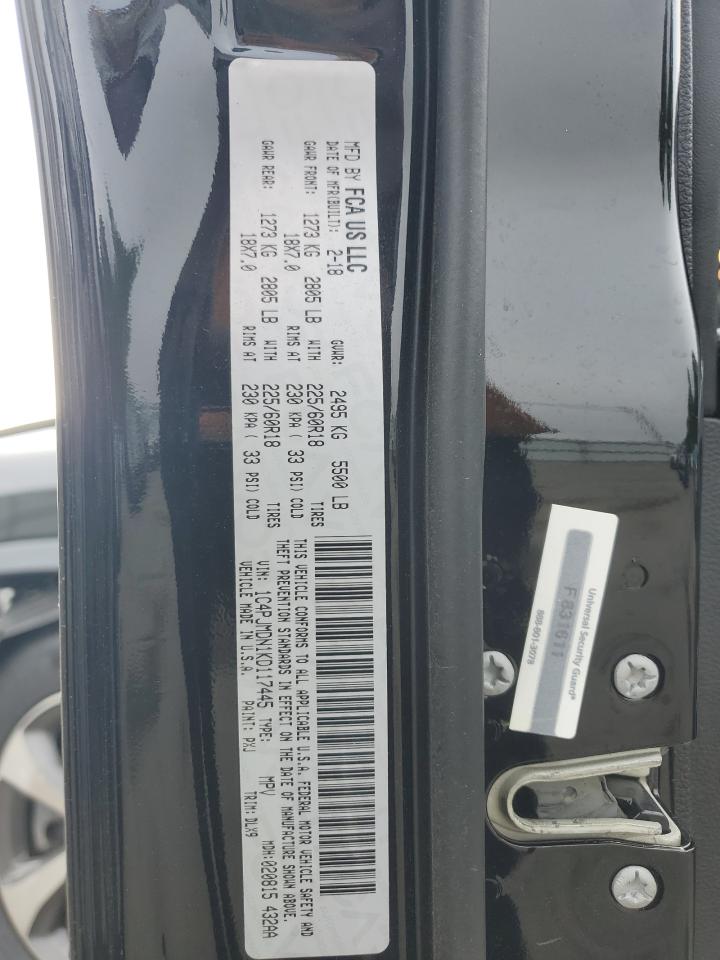 MFD BY FCA US LLC
DATE OF MFR(BUILT): 2-18 GVWR: 2495 KG 5500 LB
GAWR FRONT: 1273 KG 2805 LB WITH 225/60R18 TIRES
18X7.0 RIMS AT 230 KPA ( 33 PSI) COLD
GAWR REAR: 1273 KG 2805 LB WITH 225/60R18 TIRES
18X7.0 RIMS AT 230 KPA ( 33 PSI) COLD
THIS VEHICLE CONFORMS TO ALL APPLICABLE U.S.A. FEDERAL MOTOR VEHICLE SAFETY AND
THEFT PREVENTION STANDARDS IN EFFECT ON THE DATE OF MANUFACTURE SHOWN ABOVE.
VIN: 1C4PJMDN1KD117445 TYPE: MPV MDH:020815 432AA
VEHICLE MADE IN U.S.A. PAINT: PXJ TRIM: DLX9
Universal Security Guard®
F831611
866-601-3078